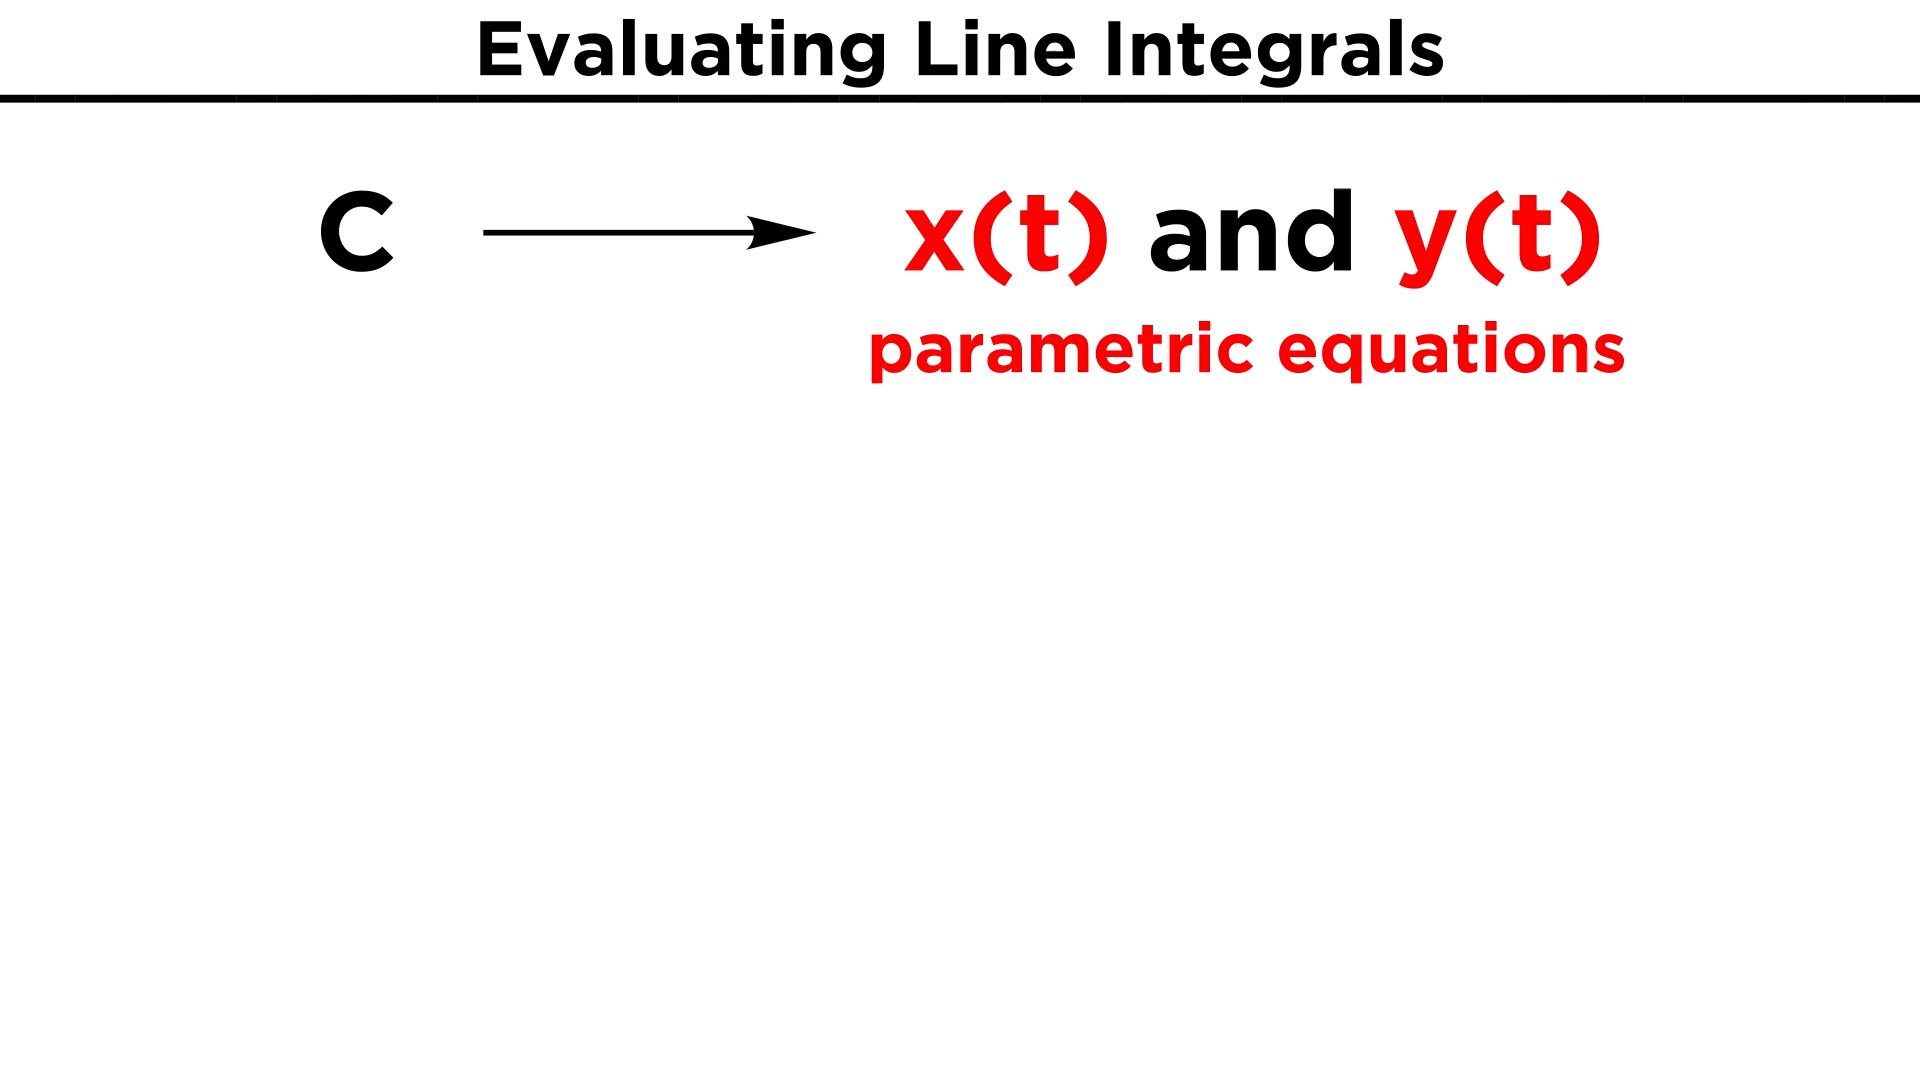 Evaluating Line Integrals
C x(t) and y(t)
parametric equations